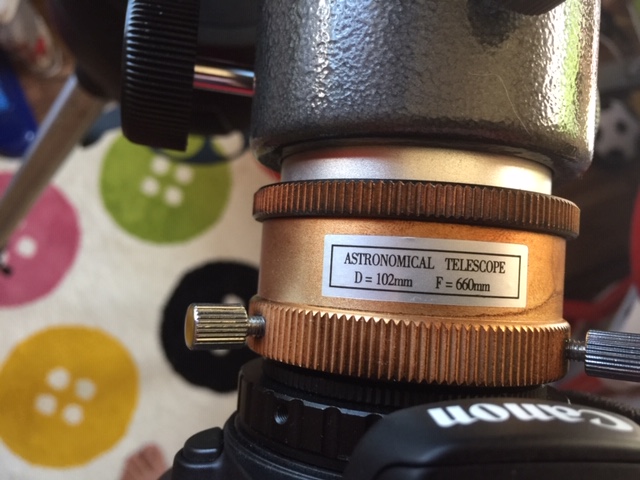 ASTRONOMICAL TELESCOPE
D = 102mm F = 660mm
Canon